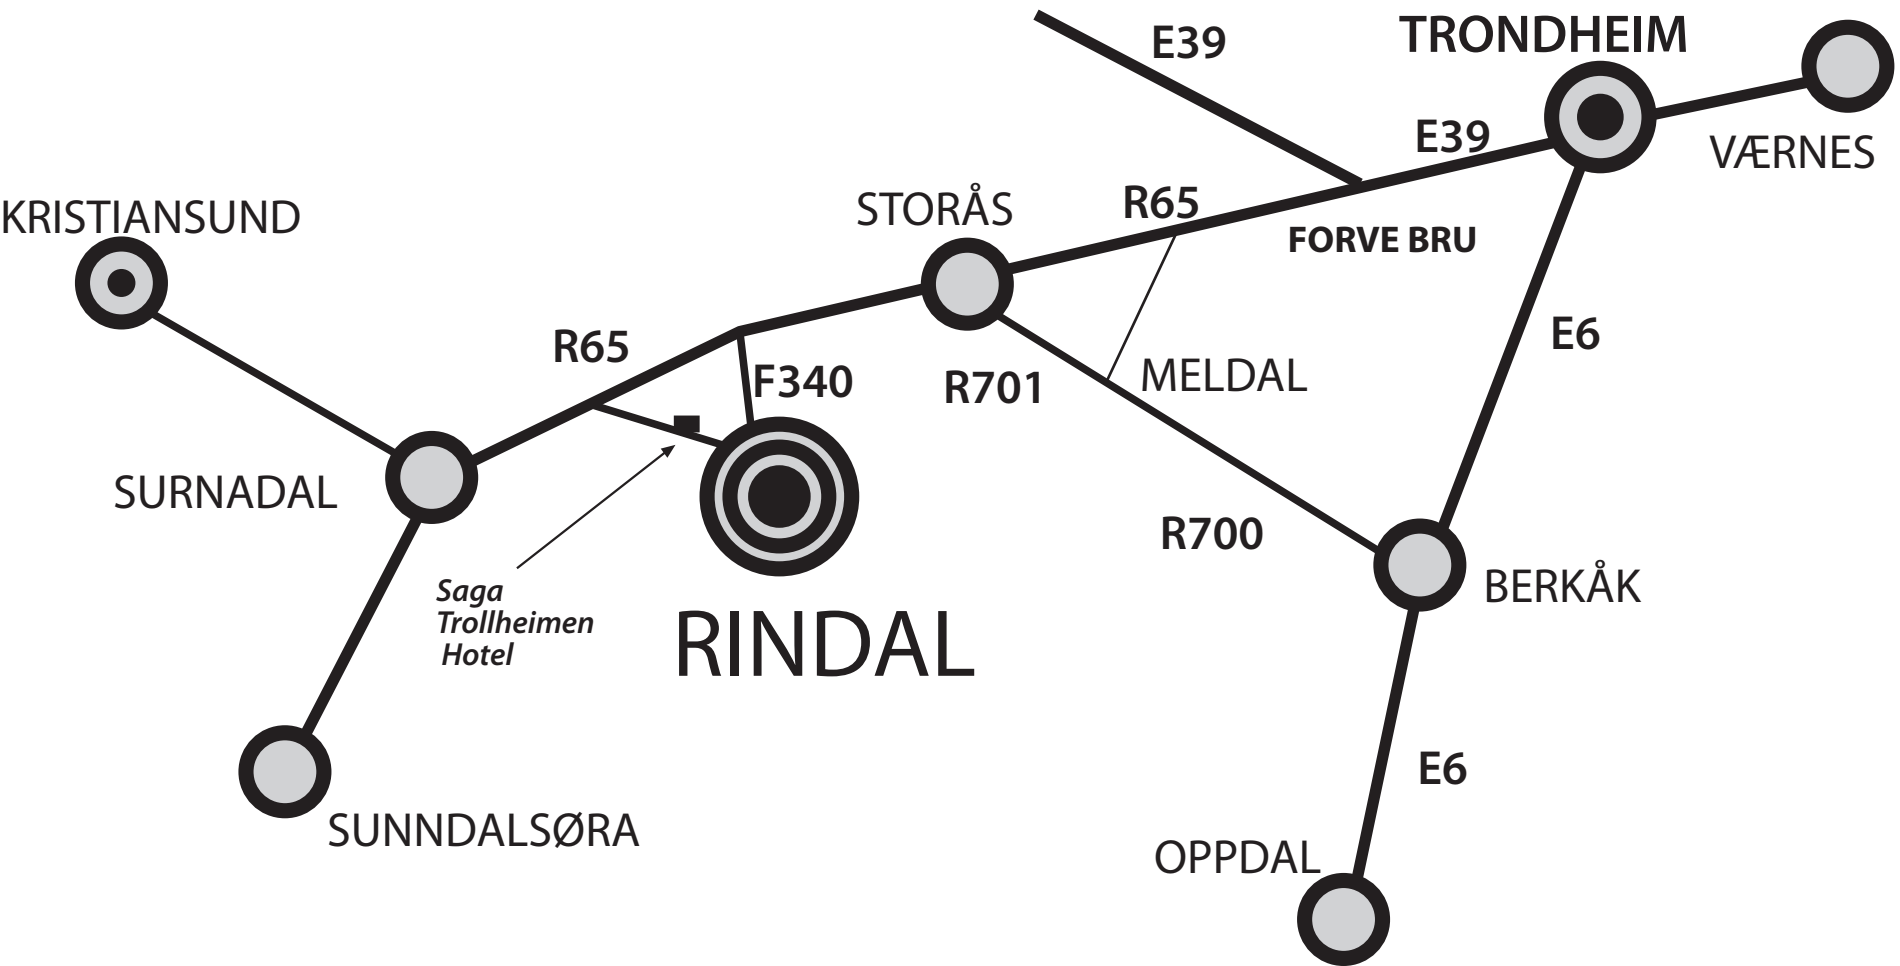 E39
TRONDHEIM
E39
VÆRNES
KRISTIANSUND
STORÅS
R65
FORVE BRU
R65
F340
R701
MELDAL
E6
SURNADAL
R700
Saga
Trollheimen
Hotel
RINDAL
BERKÅK
E6
SUNNDALSØRA
OPPDAL